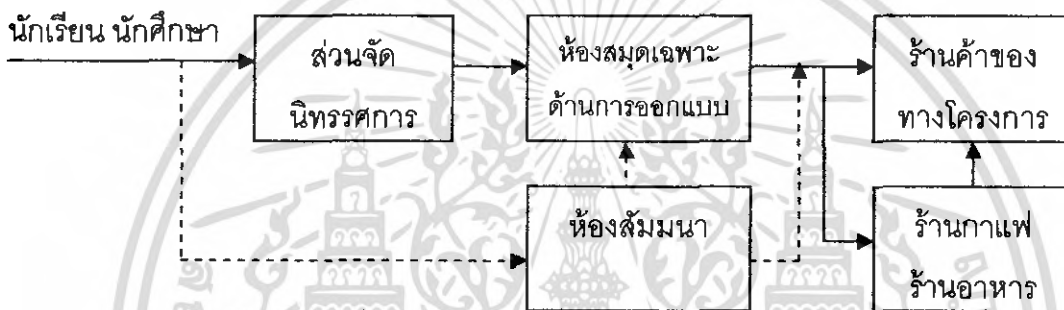 นักเรียน นักศึกษา
ส่วนจัด
นิทรรศการ
ห้องสมุดเฉพาะ
ด้านการออกแบบ
ร้านค้าของ
ทางโครงการ
ห้องสัมมนา
ร้านกาแฟ
ร้านอาหาร